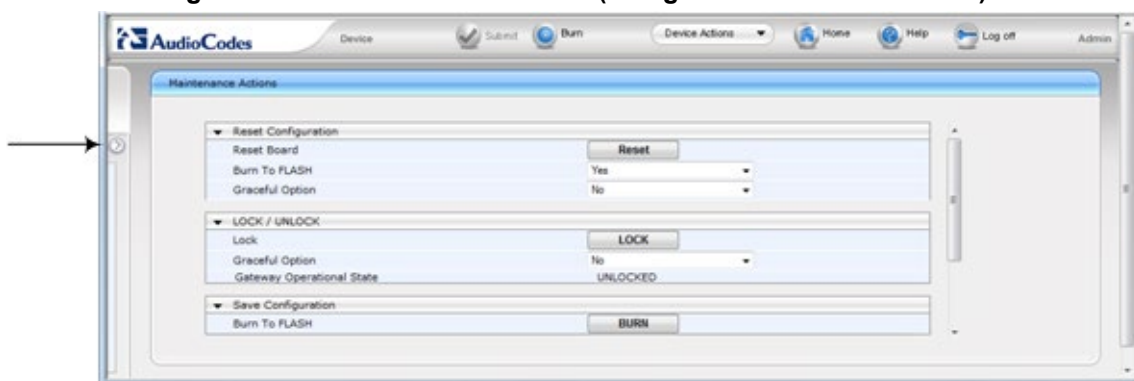 AudioCodes Device Submit Burn Device Actions Home Help Log off Admin
Maintenance Actions
Reset Configuration
Reset Board Reset
Burn To FLASH Yes
Graceful Option No
LOCK / UNLOCK
Lock LOCK
Graceful Option No
Gateway Operational State UNLOCKED
Save Configuration
Burn To FLASH BURN